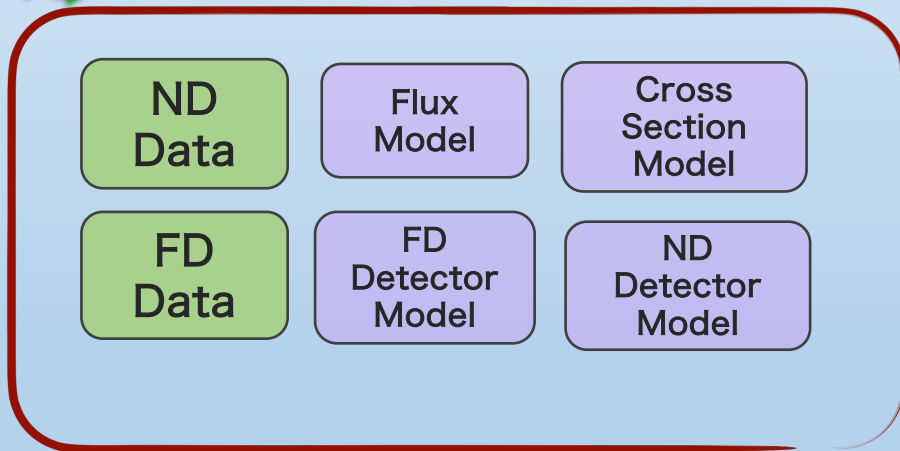 ND
Data
Flux
Model
Cross
Section
Model
FD
Data
FD
Detector
Model
ND
Detector
Model